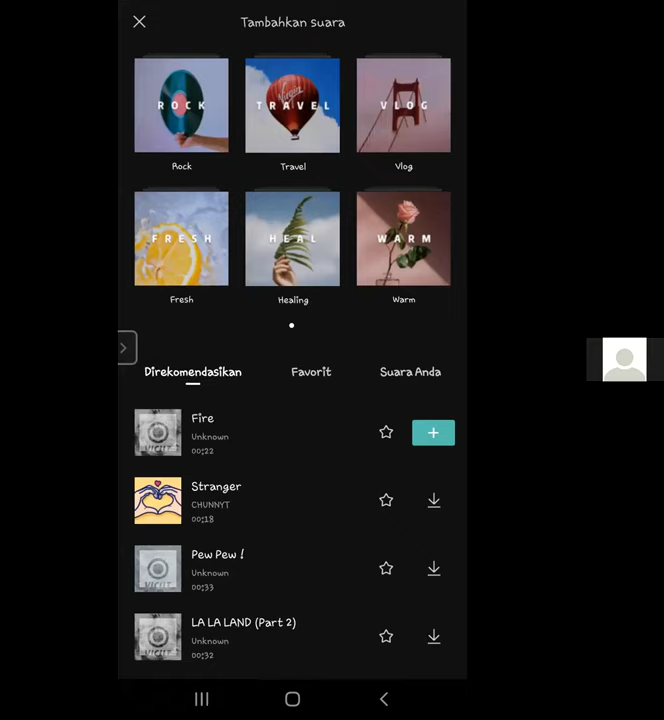 Tambahkan suara
ROCK
TRAVEL
VLOG
Virgin
Rock
Travel
Vlog
FRESH
HEAL
WARM
Fresh
Healing
Warm
Direkomendasikan
Favorit
Suara Anda
Fire
Unknown
00:22
Stranger
CHUNNYT
00:18
Pew Pew !
Unknown
00:33
LA LA LAND (Part 2)
Unknown
00:32